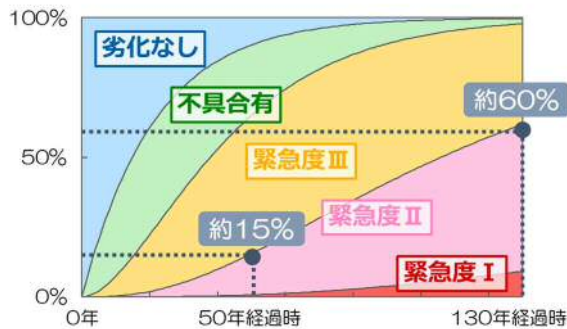 100%
劣化なし
不具合有
約60%
緊急度Ⅲ
50%
緊急度Ⅱ
約15%
緊急度Ⅰ
0%
0年
50年経過時
130年経過時